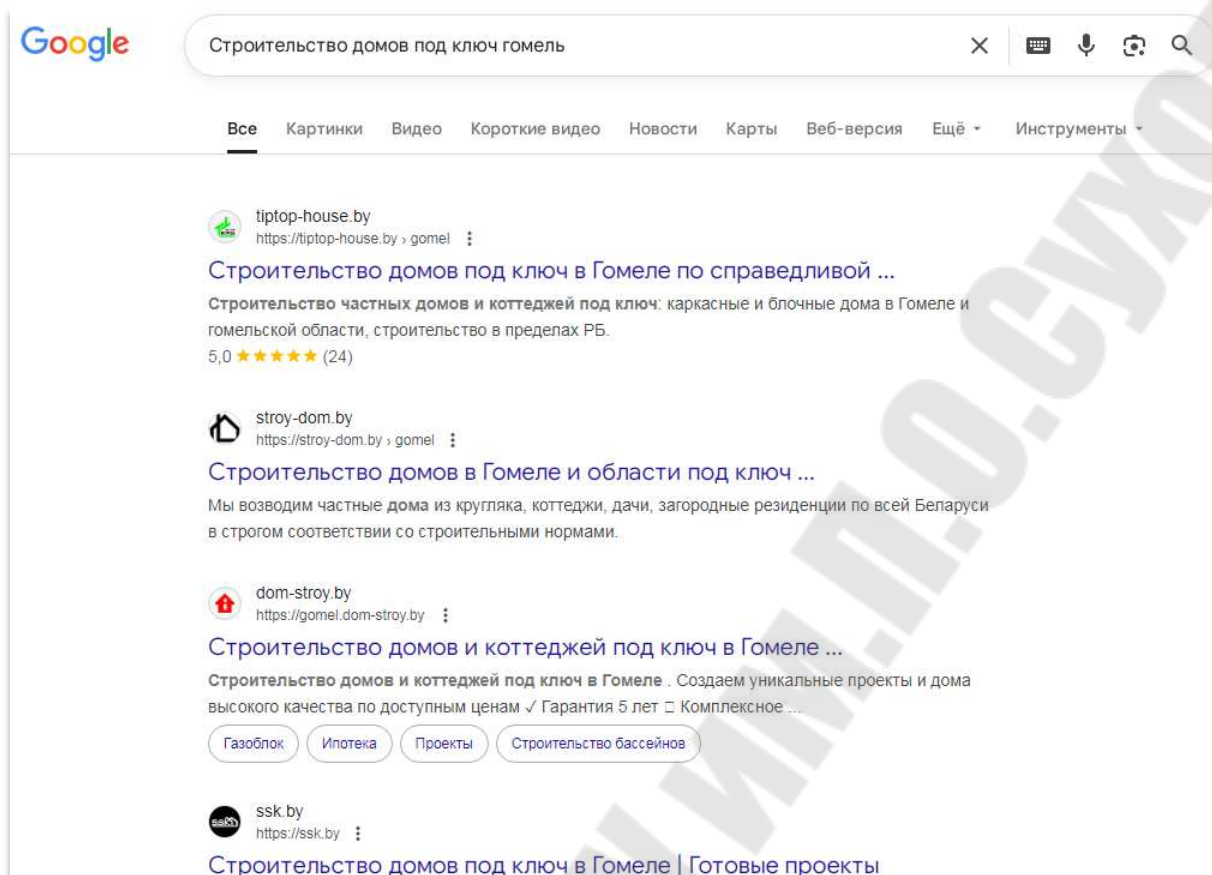 Google
Строительство домов под ключ гомель
Все Картинки Видео Короткие видео Новости Карты Веб-версия Ещё Инструменты
tiptop-house.by
https://tiptop-house.by › gomel
Строительство домов под ключ в Гомеле по справедливой ...
Строительство частных домов и коттеджей под ключ: каркасные и блочные дома в Гомеле и
гомельской области, строительство в пределах РБ.
5,0 ★★★★★ (24)
stroy-dom.by
https://stroy-dom.by › gomel
Строительство домов в Гомеле и области под ключ ...
Мы возводим частные дома из кругляка, коттеджи, дачи, загородные резиденции по всей Беларуси
в строгом соответствии со строительными нормами.
dom-stroy.by
https://gomel.dom-stroy.by
Строительство домов и коттеджей под ключ в Гомеле ...
Строительство домов и коттеджей под ключ в Гомеле . Создаем уникальные проекты и дома
высокого качества по доступным ценам ✓ Гарантия 5 лет □ Комплексное ...
Газоблок Ипотека Проекты Строительство бассейнов
ssk.by
https://ssk.by
Строительство домов под ключ в Гомеле | Готовые проекты